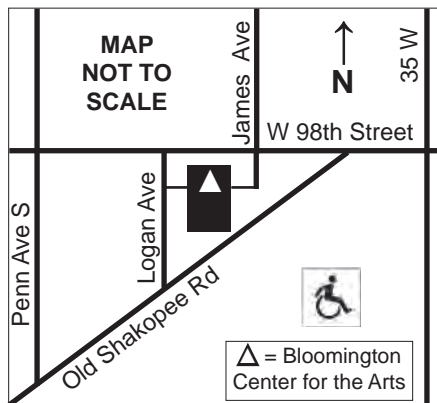 MAP
NOT TO
SCALE
James Ave
N
35 W
W 98th Street
Penn Ave S
Logan Ave
Old Shakopee Rd
= Bloomington
Center for the Arts